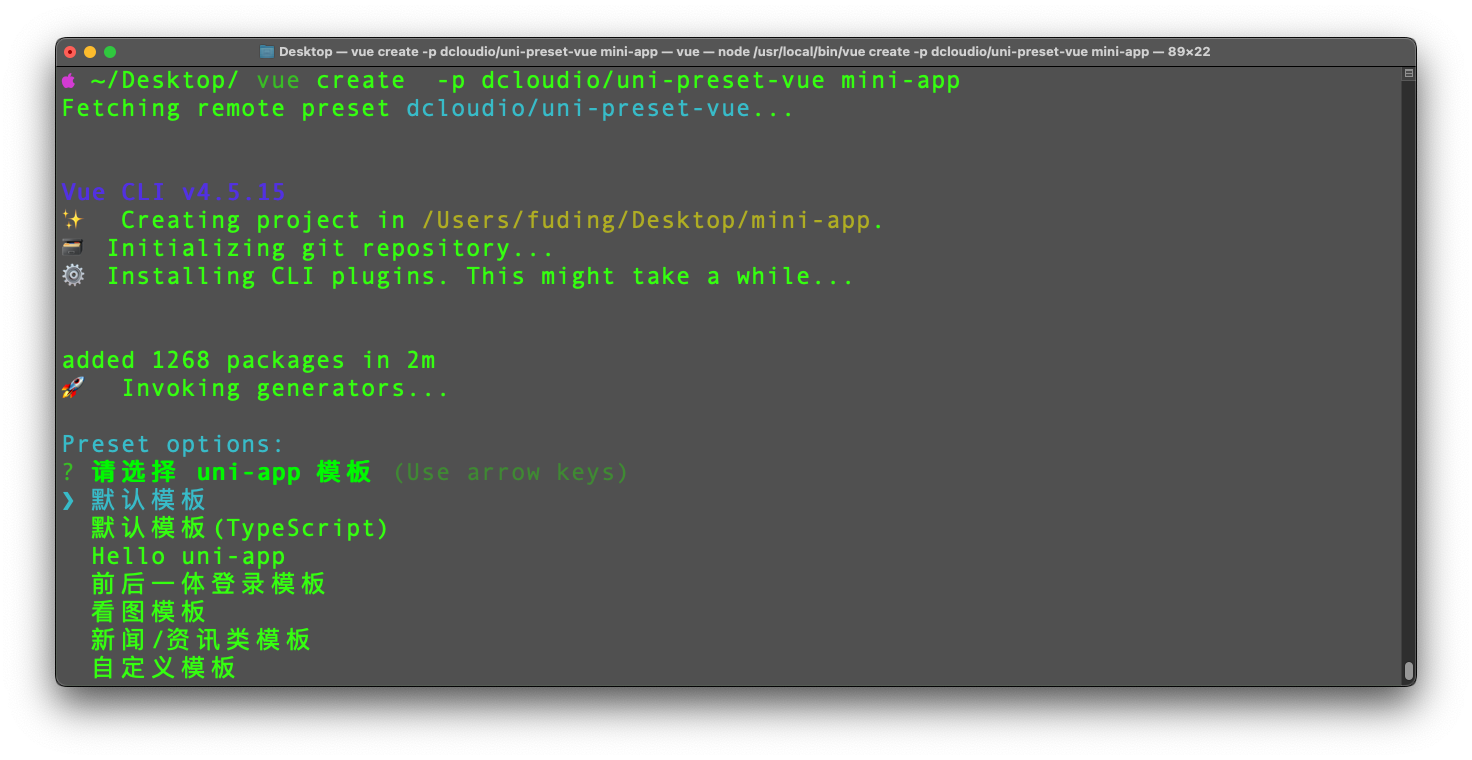 Desktop — vue create -p dcloudio/uni-preset-vue mini-app — vue — node /usr/local/bin/vue create -p dcloudio/uni-preset-vue mini-app — 89×22
~/Desktop/ vue create  -p dcloudio/uni-preset-vue mini-app
Fetching remote preset dcloudio/uni-preset-vue...
Vue CLI v4.5.15
✨  Creating project in /Users/fuding/Desktop/mini-app.
🗃 Initializing git repository...
⚙️ Installing CLI plugins. This might take a while...
added 1268 packages in 2m
🚀  Invoking generators...
Preset options:
? 请选择 uni-app 模板 (Use arrow keys)
❯ 默认模板
默认模板(TypeScript)
Hello uni-app
前后一体登录模板
看图模板
新闻/资讯类模板
自定义模板